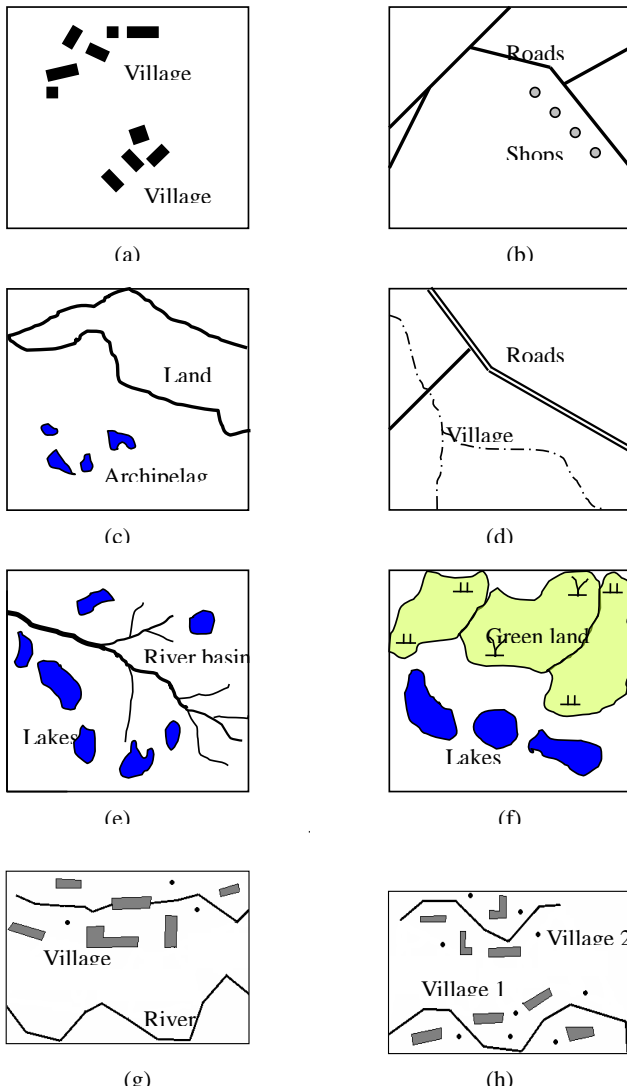 Village
Village
(a)
Roads
Shops
(b)
Land
Archipelag
(c)
Roads
Village
(d)
River basin
Lakes
(e)
Green land
Lakes
(f)
Village
River
(g)
Village 2
Village 1
(h)